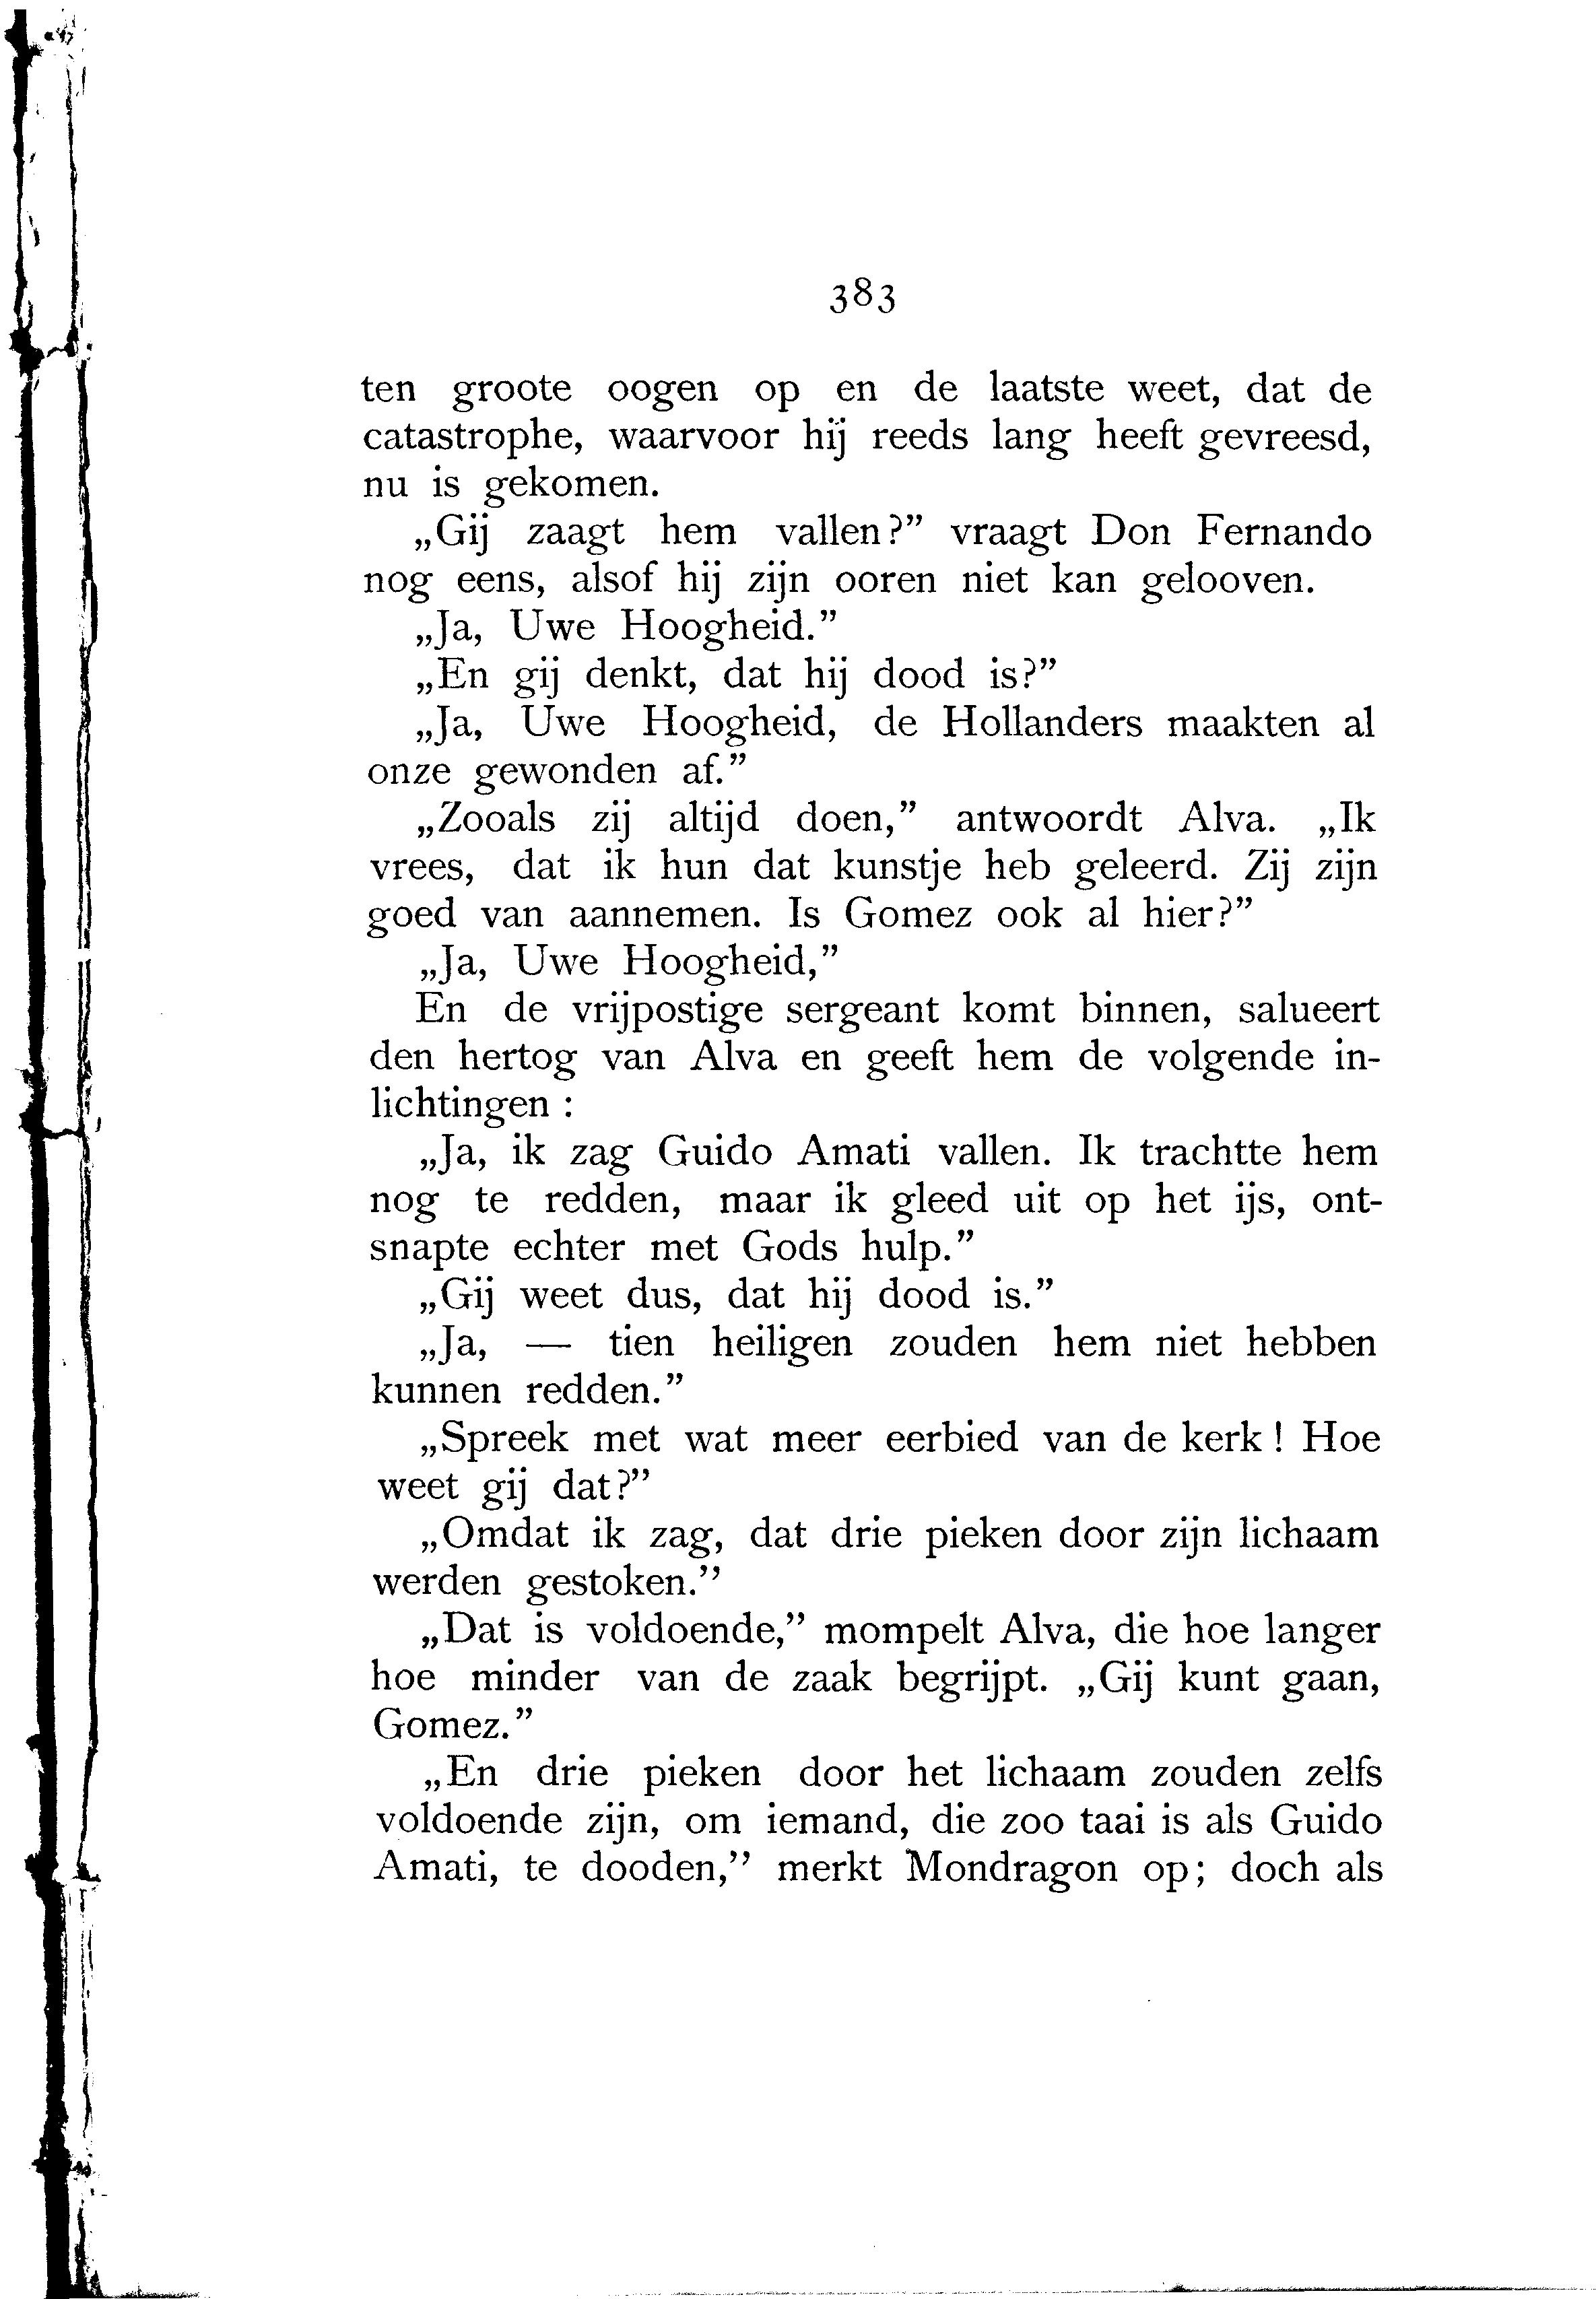 383
ten groote oogen op en de laatste weet, dat de
catastrophe, waarvoor hij reeds lang heeft gevreesd,
nu is gekomen.
„Gij zaagt hem vallen?” vraagt Don Fernando
nog eens, alsof hij zijn ooren niet kan gelooven.
„Ja, Uwe Hoogheid.”
„En gij denkt, dat hij dood is?”
„Ja, Uwe Hoogheid, de Hollanders maakten al
onze gewonden af.”
„Zooals zij altijd doen,” antwoordt Alva. „Ik
vrees, dat ik hun dat kunstje heb geleerd. Zij zijn
goed van aannemen. Is Gomez ook al hier?”
„Ja, Uwe Hoogheid,”
En de vrijpostige sergeant komt binnen, salueert
den hertog van Alva en geeft hem de volgende in-
lichtingen :
„Ja, ik zag Guido Amati vallen. Ik trachtte hem
nog te redden, maar ik gleed uit op het ijs, ont-
snapte echter met Gods hulp.”
„Gij weet dus, dat hij dood is.”
„Ja, — tien heiligen zouden hem niet hebben
kunnen redden.”
„Spreek met wat meer eerbied van de kerk ! Hoe
weet gij dat?”
„Omdat ik zag, dat drie pieken door zijn lichaam
werden gestoken.”
„Dat is voldoende,” mompelt Alva, die hoe langer
hoe minder van de zaak begrijpt. „Gij kunt gaan,
Gomez.”
„En drie pieken door het lichaam zouden zelfs
voldoende zijn, om iemand, die zoo taai is als Guido
Amati, te dooden,” merkt Mondragon op; doch als